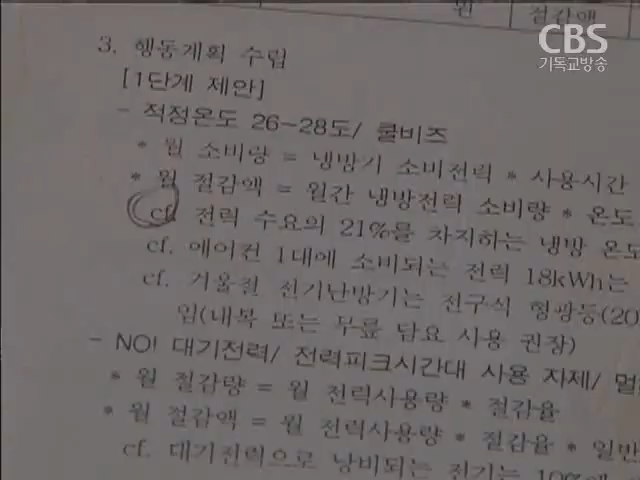 원 절감액
CBS
기독교방송
3. 행동계획 수립
[1단계 제안]
- 적정온도 26-28도/ 쿨비즈
* 월 소비량 = 냉방기 소비전력 * 사용시간
* 월 절감액 = 월간 냉방전력 소비량 * 온도
cf. 전력 수요의 21%를 차지하는 냉방 온도
cf. 에어컨 1대에 소비되는 전력 18kWh는
cf. 겨울철 전기난방기는 전구식 형광등(20
임(내복 또는 무릎 담요 사용 권장)
- NO! 대기전력/ 전력피크시간대 사용 자제/ 멀
* 월 절감량 = 월 전력사용량 * 절감율
* 월 절감액 = 월 전력사용량 * 절감율 * 일반
cf. 대기전력으로 낭비되는 전기는 10%에